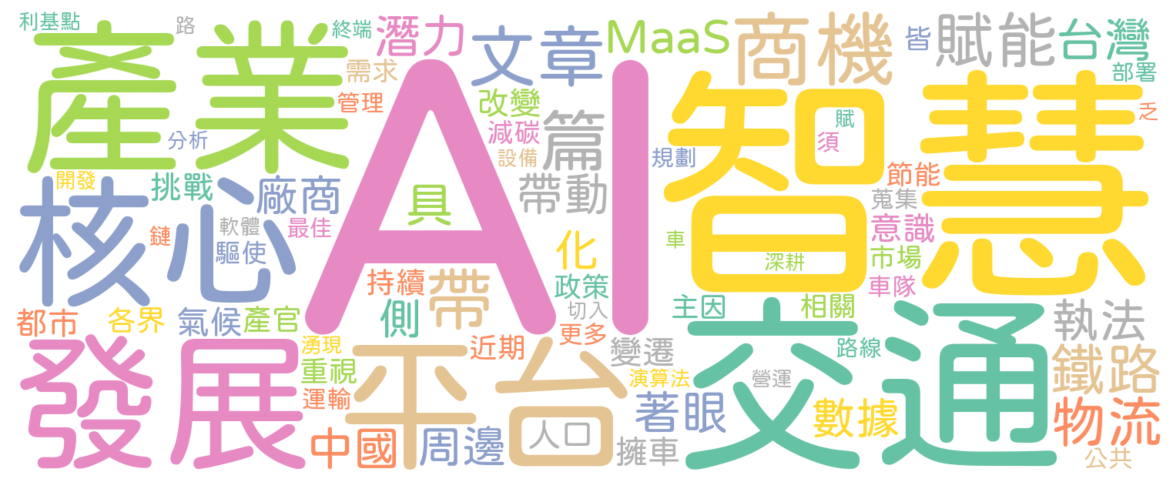 利基點
路
終端
潛力
文章
MaaS
商機
皆
賦能
台灣
產業
AI
智慧
需求
部署
管理
改變
減碳
篇
設備
分析
賦
須
乏
開發
挑戰
廠商
具
帶動
規劃
節能
蒐集
核心
軟體
最佳
鏈
驅使
化
車
深耕
意識
市場
持續
帶
政策
車隊
側
切入
主因
相關
都市
各界
氣候
產官
更多
執法
發展
湧現
重視
運輸
平台
近期
變遷
演算法
交通
路線
營運
鐵路
中國
周邊
人口
著眼
擁車
數據
物流
公共